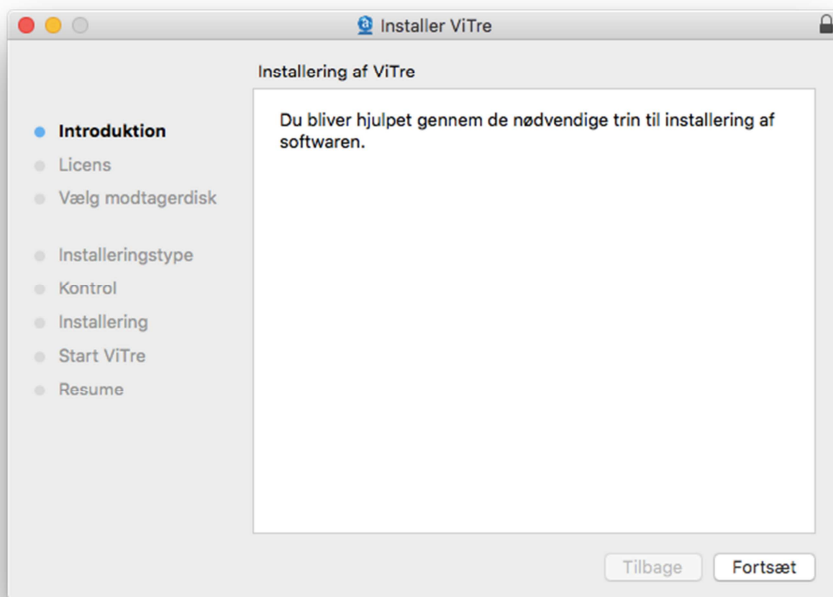 Installer ViTre
Installering af ViTre
Introduktion
Licens
Vælg modtagerdisk
Installeringstype
Kontrol
Installering
Start ViTre
Resume
Du bliver hjulpet gennem de nødvendige trin til installering af
softwaren.
Tilbage
Fortsæt